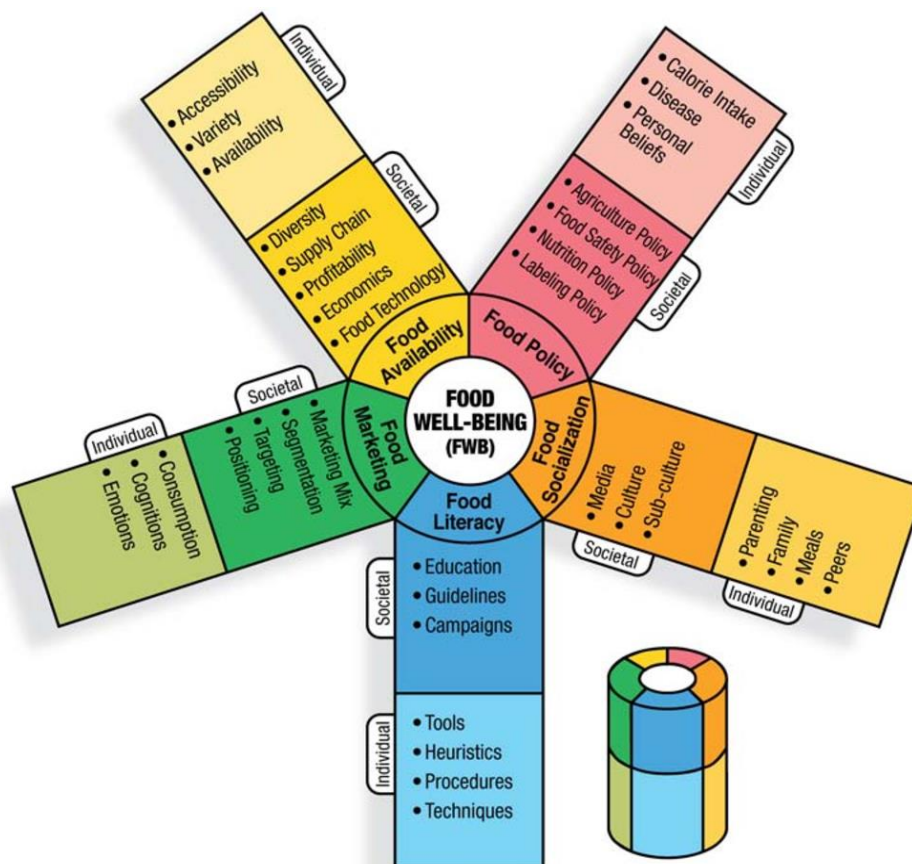 FOOD
WELL-BEING
(FWB)
Food
Availability
Societal
• Diversity
• Supply Chain
• Profitability
• Economics
• Food Technology
Individual
• Accessibility
• Variety
• Availability
Food Policy
Societal
• Agriculture Policy
• Food Safety Policy
• Nutrition Policy
• Labeling Policy
Individual
• Calorie Intake
• Disease
• Personal
Beliefs
Food
Socialization
Societal
• Media
• Culture
• Sub-culture
Individual
• Parenting
• Family
• Meals
• Peers
Food
Literacy
Societal
• Education
• Guidelines
• Campaigns
Individual
• Tools
• Heuristics
• Procedures
• Techniques
Food
Marketing
Societal
• Positioning
• Targeting
• Segmentation
• Marketing Mix
Individual
• Emotions
• Cognitions
• Consumption